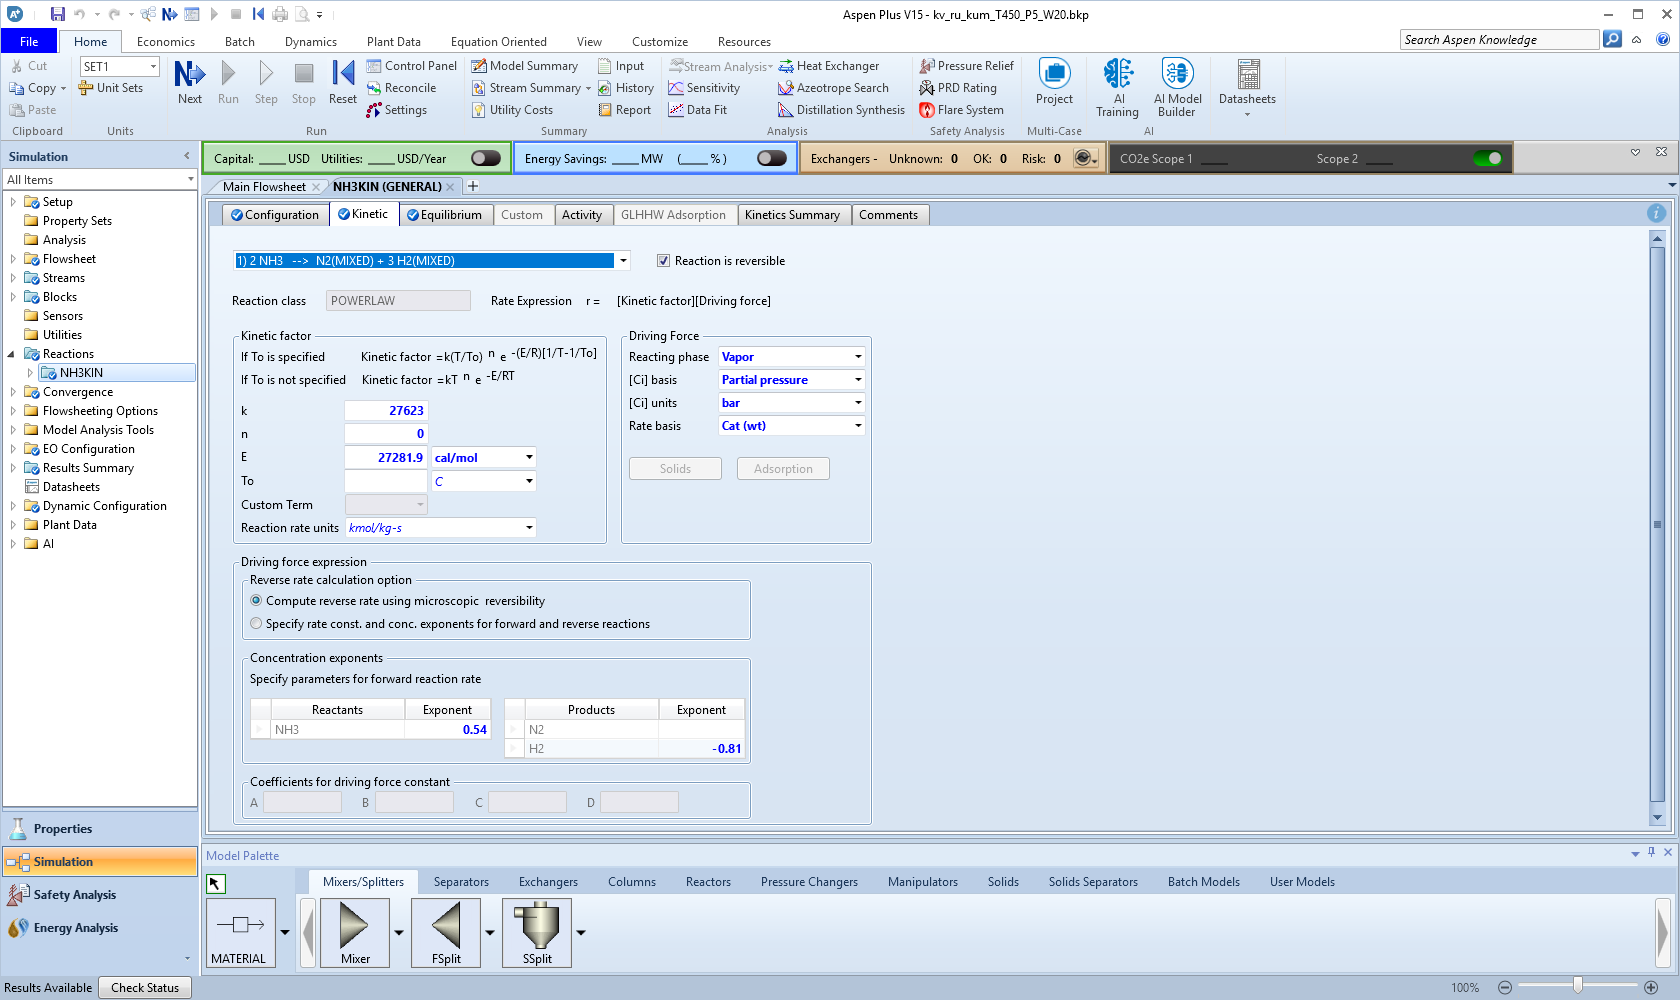 Aspen Plus V15 - kv_ru_kum_T450_P5_W20.bkp
File Home Economics Batch Dynamics Plant Data Equation Oriented View Customize Resources Search Aspen Knowledge
Cut SET1 Control Panel Model Summary Input Stream Analysis Heat Exchanger Pressure Relief
Copy Unit Sets Next Run Step Stop Reset Reconcile Stream Summary History Sensitivity Azeotrope Search PRD Rating Project AI Training AI Model Builder Datasheets
Paste Settings Utility Costs Report Data Fit Distillation Synthesis Flare System
Clipboard Units Run Summary Analysis Safety Analysis Multi-Case AI
Simulation
Capital: ____ USD Utilities: ____ USD/Year Energy Savings: ____ MW (____ %) Exchangers - Unknown: 0 OK: 0 Risk: 0 CO2e Scope 1 ____ Scope 2 ____
All Items
Main Flowsheet NH3KIN (GENERAL)
Setup
Property Sets
Analysis
Flowsheet
Streams
Blocks
Sensors
Utilities
Reactions
NH3KIN
Convergence
Flowsheeting Options
Model Analysis Tools
EO Configuration
Results Summary
Datasheets
Dynamic Configuration
Plant Data
AI
Properties
Simulation
Safety Analysis
Energy Analysis
Configuration Kinetic Equilibrium Custom Activity GLHHW Adsorption Kinetics Summary Comments
1) 2 NH3 --> N2(MIXED) + 3 H2(MIXED) Reaction is reversible
Reaction class POWERLAW Rate Expression r = [Kinetic factor][Driving force]
Kinetic factor
If To is specified Kinetic factor =k(T/To) n e -(E/R)[1/T-1/To]
If To is not specified Kinetic factor =kT n e -E/RT
k 27623
n 0
E 27281.9 cal/mol
To C
Custom Term
Reaction rate units kmol/kg-s
Driving Force
Reacting phase Vapor
[Ci] basis Partial pressure
[Ci] units bar
Rate basis Cat (wt)
Solids Adsorption
Driving force expression
Reverse rate calculation option
Compute reverse rate using microscopic reversibility
Specify rate const. and conc. exponents for forward and reverse reactions
Concentration exponents
Specify parameters for forward reaction rate
Reactants Exponent
NH3 0.54
Products Exponent
N2
H2 -0.81
Coefficients for driving force constant
A B C D
Model Palette
Mixers/Splitters Separators Exchangers Columns Reactors Pressure Changers Manipulators Solids Solids Separators Batch Models User Models
MATERIAL Mixer FSplit SSplit
Results Available Check Status 100%